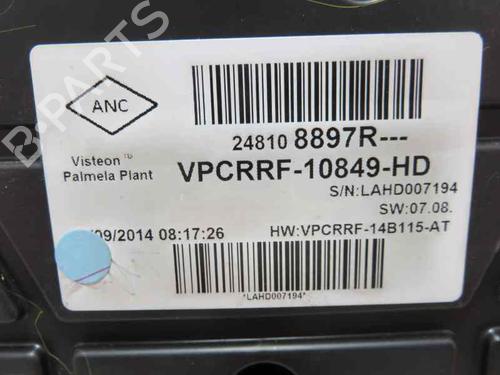 B-PARTS
ANC
24810 8897R---
Visteon™
Palmela Plant
VPCRRF-10849-HD
S/N:LAHD007194
SW:07.08.
/09/2014 08:17:26
HW:VPCRRF-14B115-AT
*LAHD007194*